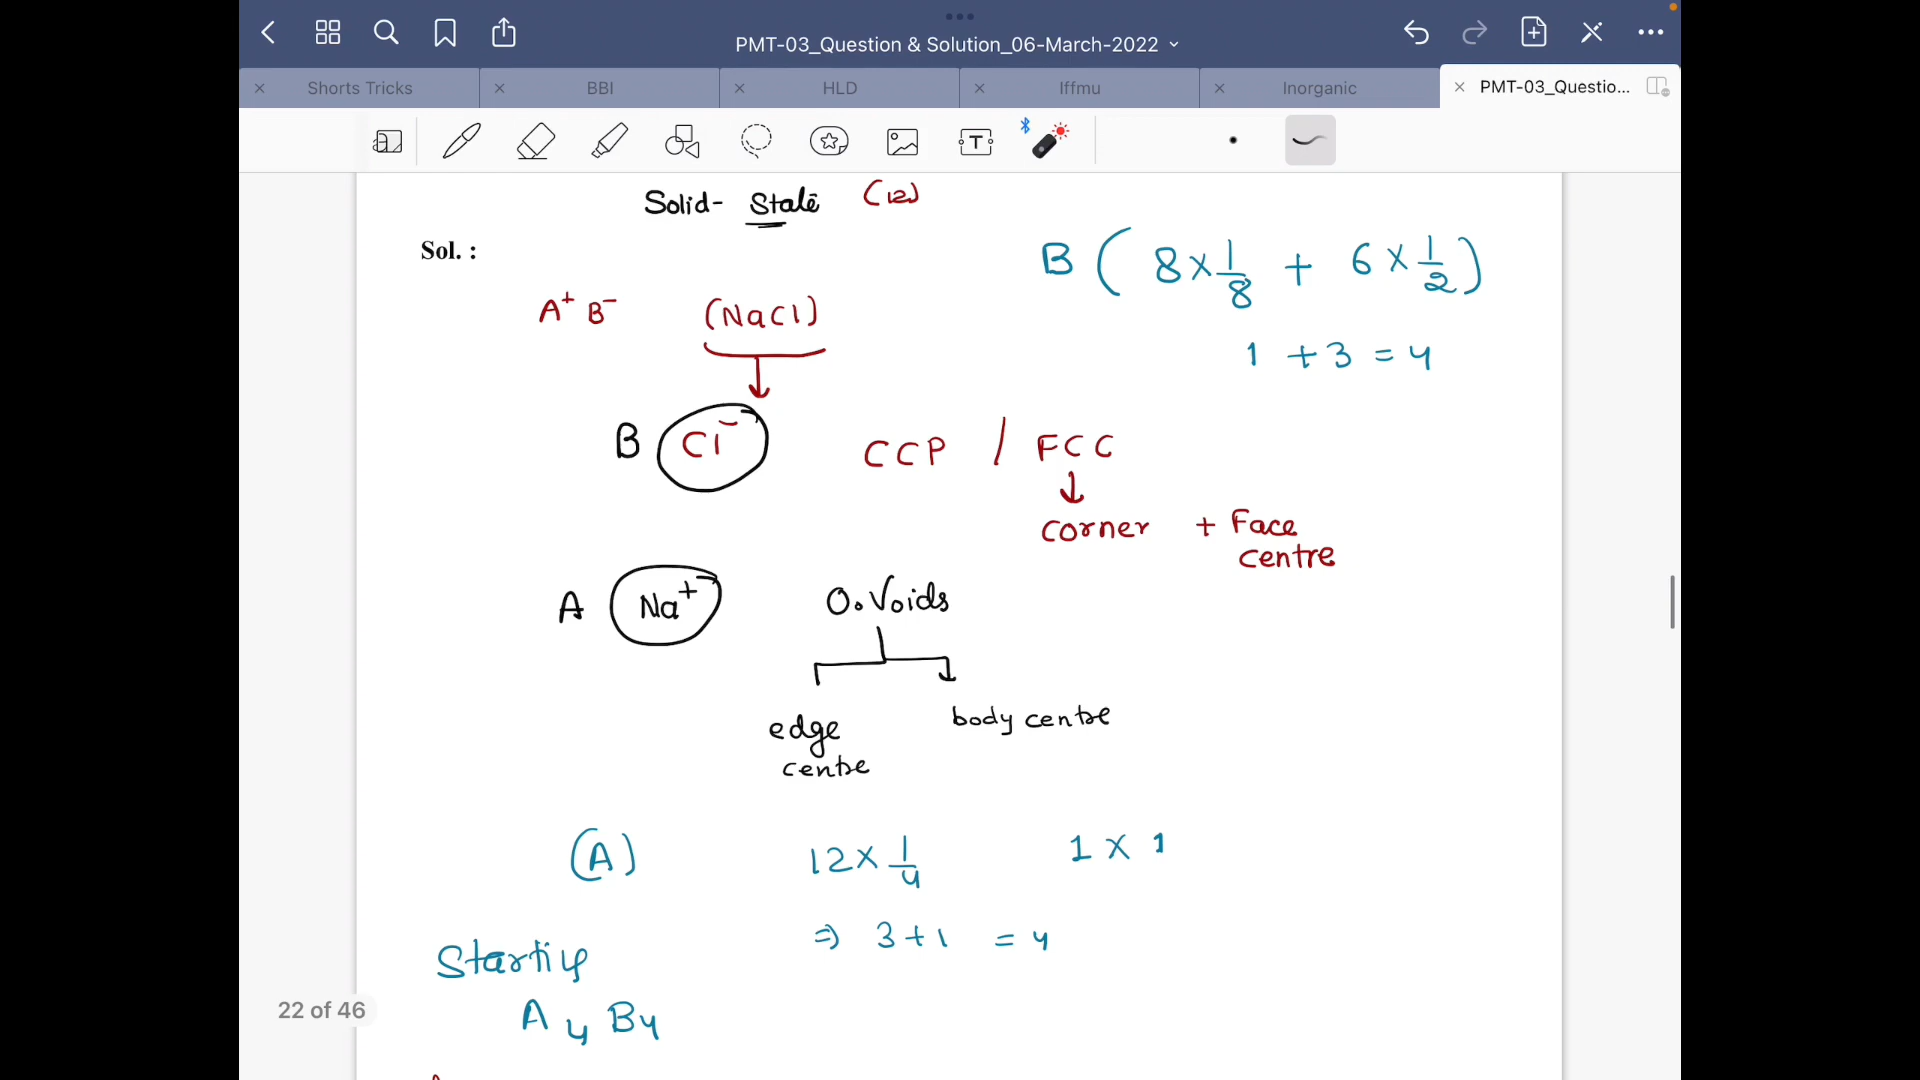 PMT-03_Question & Solution_06-March-2022
Shorts Tricks
BBI
HLD
Iffmu
Inorganic
PMT-03_Questio...
T
Solid- State (12)
Sol. :
B ( 8 × 1/8 + 6 × 1/2 )
A⁺ B⁻ (NaCl)
1 + 3 = 4
B Cl⁻ CCP / FCC
corner + Face
centre
A Na⁺ O.Voids
edge
centre
body centre
(A) 12 × 1/4 1 × 1
⇒ 3+1 = 4
22 of 46
A₄ B₄